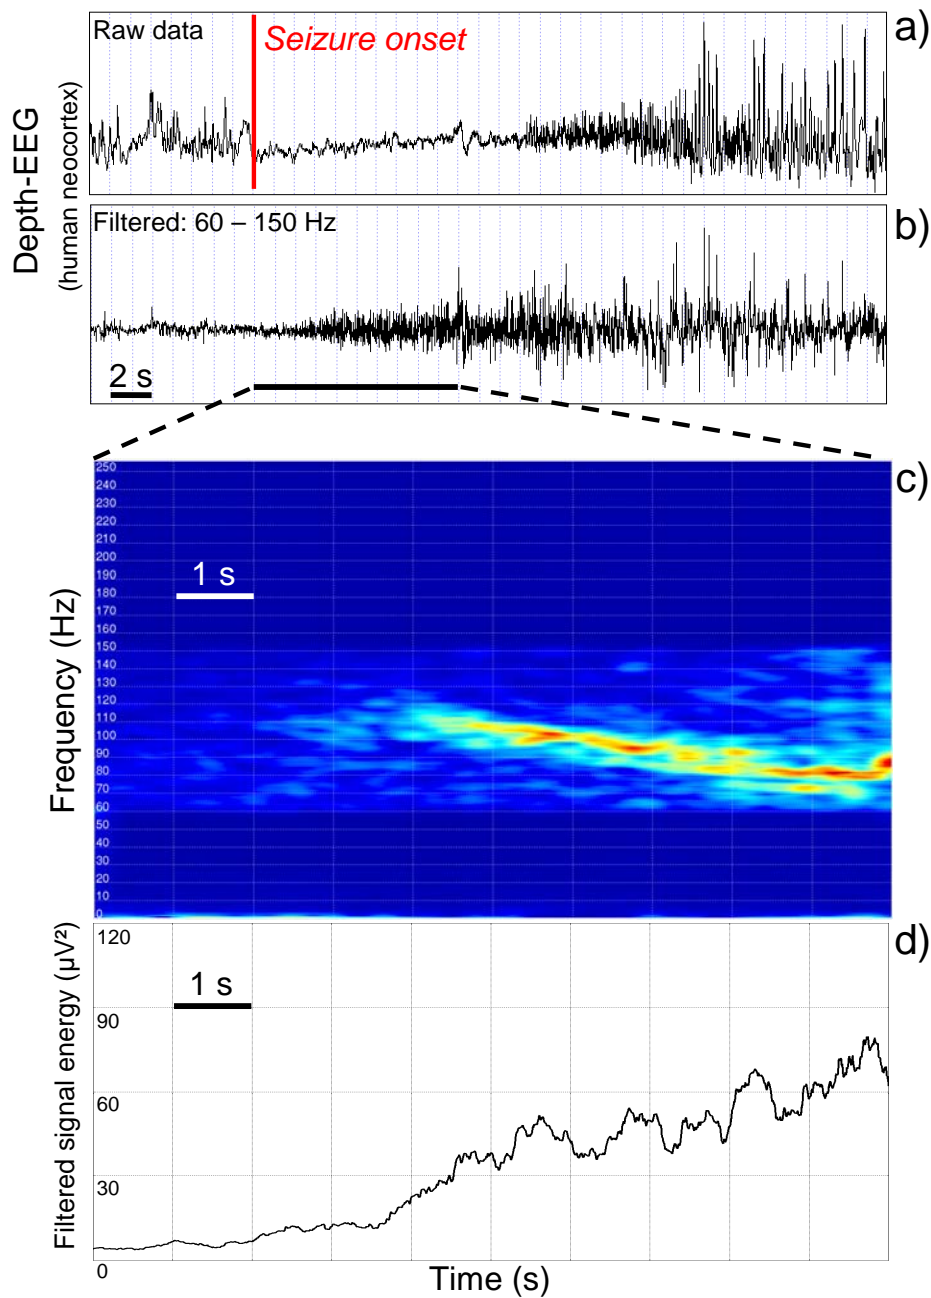 Raw data
Seizure onset
a)
Depth-EEG
(human neocortex)
Filtered: 60 – 150 Hz
b)
2 s
c)
250
240
230
220
210
200
190
180
170
160
150
140
130
120
110
100
90
80
70
60
50
40
30
20
10
0
1 s
Frequency (Hz)
d)
120
90
60
30
0
1 s
Filtered signal energy (µV²)
Time (s)